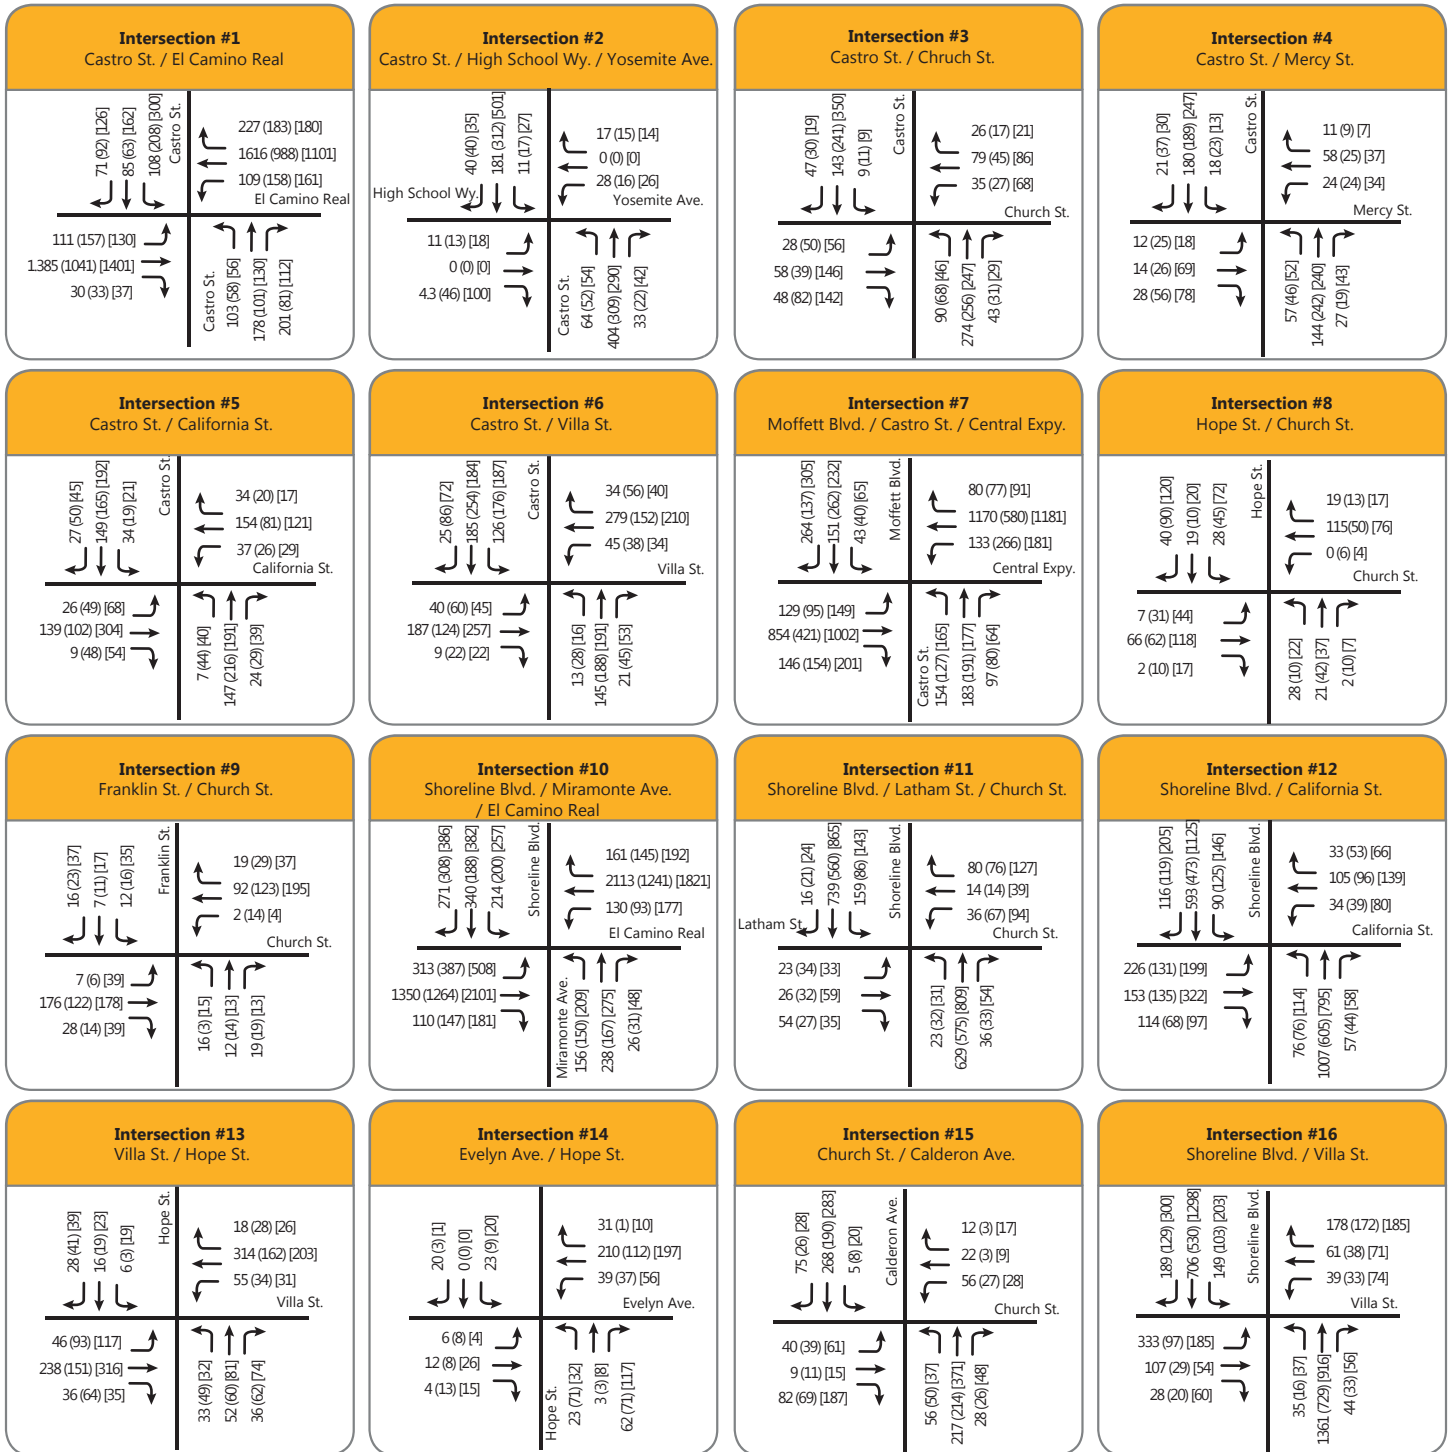 Intersection #1
Castro St. / El Camino Real
71 (92) [126]
85 (63) [162]
108 (208) [300]
Castro St.
227 (183) [180]
1616 (988) [1101]
109 (158) [161]
El Camino Real
111 (157) [130]
1.385 (1041) [1401]
30 (33) [37]
Castro St.
103 (58) [56]
178 (101) [130]
201 (81) [112]
Intersection #2
Castro St. / High School Wy. / Yosemite Ave.
40 (40) [35]
181 (312) [501]
11 (17) [27]
High School Wy.
17 (15) [14]
0 (0) [0]
28 (16) [26]
Yosemite Ave.
11 (13) [18]
0 (0) [0]
4.3 (46) [100]
Castro St.
64 (52) [54]
404 (309) [290]
33 (22) [42]
Intersection #3
Castro St. / Chruch St.
47 (30) [19]
143 (241) [350]
9 (11) [9]
Castro St.
26 (17) [21]
79 (45) [86]
35 (27) [68]
Church St.
28 (50) [56]
58 (39) [146]
48 (82) [142]
90 (68) [46]
274 (256) [247]
43 (31) [29]
Intersection #4
Castro St. / Mercy St.
21 (37) [30]
180 (189) [247]
18 (23) [13]
Castro St.
11 (9) [7]
58 (25) [37]
24 (24) [34]
Mercy St.
12 (25) [18]
14 (26) [69]
28 (56) [78]
57 (46) [52]
144 (242) [240]
27 (19) [43]
Intersection #5
Castro St. / California St.
27 (50) [45]
149 (165) [192]
34 (19) [21]
Castro St.
34 (20) [17]
154 (81) [121]
37 (26) [29]
California St.
26 (49) [68]
139 (102) [304]
9 (48) [54]
7 (44) [40]
147 (216) [191]
24 (29) [39]
Intersection #6
Castro St. / Villa St.
25 (86) [72]
185 (254) [184]
126 (176) [187]
Castro St.
34 (56) [40]
279 (152) [210]
45 (38) [34]
Villa St.
40 (60) [45]
187 (124) [257]
9 (22) [22]
13 (28) [16]
145 (188) [191]
21 (45) [53]
Intersection #7
Moffett Blvd. / Castro St. / Central Expy.
264 (137) [305]
151 (262) [232]
43 (40) [65]
Moffett Blvd.
80 (77) [91]
1170 (580) [1181]
133 (266) [181]
Central Expy.
129 (95) [149]
854 (421) [1002]
146 (154) [201]
Castro St.
154 (127) [165]
183 (191) [177]
97 (80) [64]
Intersection #8
Hope St. / Church St.
40 (90) [120]
19 (10) [20]
28 (45) [72]
Hope St.
19 (13) [17]
115(50) [76]
0 (6) [4]
Church St.
7 (31) [44]
66 (62) [118]
2 (10) [17]
28 (10) [22]
21 (42) [37]
2 (10) [7]
Intersection #9
Franklin St. / Church St.
16 (23) [37]
7 (11) [17]
12 (16) [35]
Franklin St.
19 (29) [37]
92 (123) [195]
2 (14) [4]
Church St.
7 (6) [39]
176 (122) [178]
28 (14) [39]
16 (3) [15]
12 (14) [13]
19 (19) [13]
Intersection #10
Shoreline Blvd. / Miramonte Ave.
/ El Camino Real
271 (308) [386]
340 (188) [382]
214 (200) [257]
Shoreline Blvd.
161 (145) [192]
2113 (1241) [1821]
130 (93) [177]
El Camino Real
313 (387) [508]
1350 (1264) [2101]
110 (147) [181]
Miramonte Ave.
156 (150) [209]
238 (167) [275]
26 (31) [48]
Intersection #11
Shoreline Blvd. / Latham St. / Church St.
16 (21) [24]
739 (560) [865]
159 (86) [143]
Shoreline Blvd.
Latham St.
80 (76) [127]
14 (14) [39]
36 (67) [94]
Church St.
23 (34) [33]
26 (32) [59]
54 (27) [35]
23 (32) [31]
629 (575) [809]
36 (33) [54]
Intersection #12
Shoreline Blvd. / California St.
116 (119) [205]
593 (473) [1125]
90 (125) [146]
Shoreline Blvd.
33 (53) [66]
105 (96) [139]
34 (39) [80]
California St.
226 (131) [199]
153 (135) [322]
114 (68) [97]
76 (76) [114]
1007 (605) [795]
57 (44) [58]
Intersection #13
Villa St. / Hope St.
28 (41) [39]
16 (19) [23]
6 (3) [19]
Hope St.
18 (28) [26]
314 (162) [203]
55 (34) [31]
Villa St.
46 (93) [117]
238 (151) [316]
36 (64) [35]
33 (49) [32]
52 (60) [81]
36 (62) [74]
Intersection #14
Evelyn Ave. / Hope St.
20 (3) [1]
0 (0) [0]
23 (9) [20]
31 (1) [10]
210 (112) [197]
39 (37) [56]
Evelyn Ave.
6 (8) [4]
12 (8) [26]
4 (13) [15]
Hope St.
23 (71) [32]
3 (3) [8]
62 (71) [117]
Intersection #15
Church St. / Calderon Ave.
75 (26) [28]
268 (190) [283]
5 (8) [20]
Calderon Ave.
12 (3) [17]
22 (3) [9]
56 (27) [28]
Church St.
40 (39) [61]
9 (11) [15]
82 (69) [187]
56 (50) [37]
217 (214) [371]
28 (26) [48]
Intersection #16
Shoreline Blvd. / Villa St.
189 (129) [300]
706 (530) [1298]
149 (103) [203]
Shoreline Blvd.
178 (172) [185]
61 (38) [71]
39 (33) [74]
Villa St.
333 (97) [185]
107 (29) [54]
28 (20) [60]
35 (16) [37]
1361 (729) [916]
44 (33) [56]